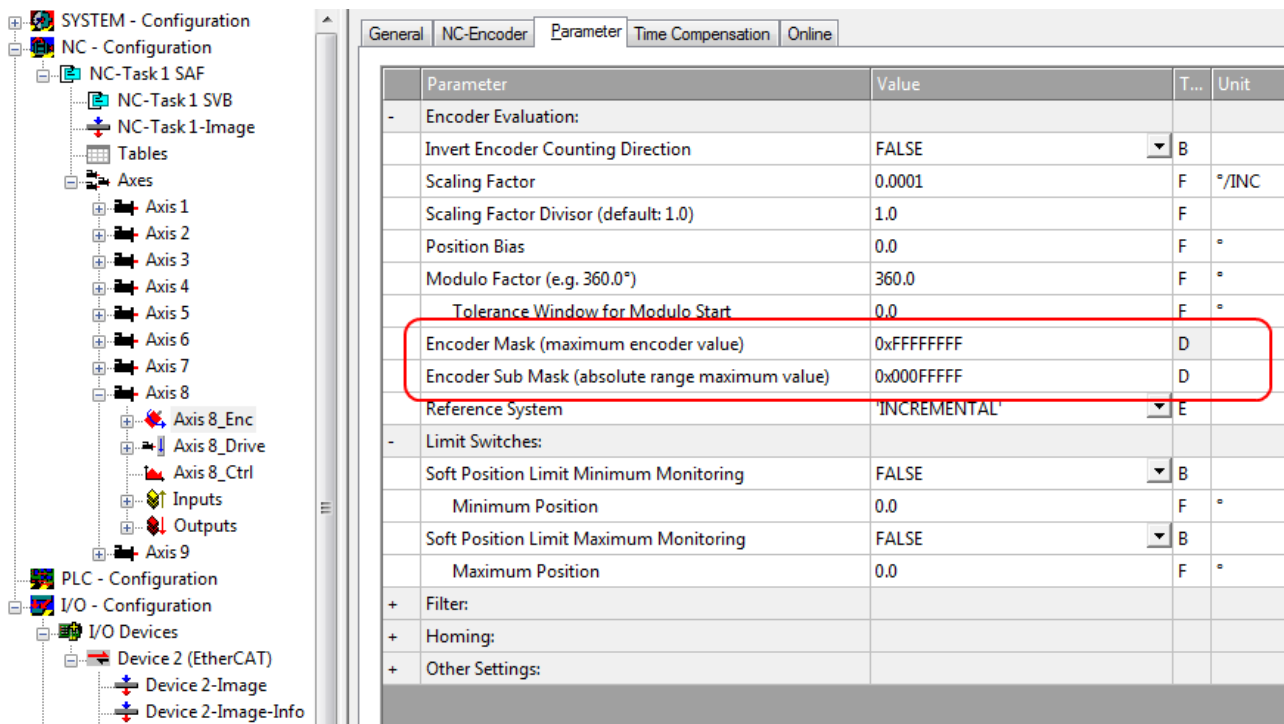 SYSTEM - Configuration
NC - Configuration
NC-Task 1 SAF
NC-Task 1 SVB
NC-Task 1-Image
Tables
Axes
Axis 1
Axis 2
Axis 3
Axis 4
Axis 5
Axis 6
Axis 7
Axis 8
Axis 8_Enc
Axis 8_Drive
Axis 8_Ctrl
Inputs
Outputs
Axis 9
PLC - Configuration
I/O - Configuration
I/O Devices
Device 2 (EtherCAT)
Device 2-Image
Device 2-Image-Info
General NC-Encoder Parameter Time Compensation Online
Parameter Value T... Unit
- Encoder Evaluation:
Invert Encoder Counting Direction FALSE B
Scaling Factor 0.0001 F °/INC
Scaling Factor Divisor (default: 1.0) 1.0 F
Position Bias 0.0 F °
Modulo Factor (e.g. 360.0°) 360.0 F °
Tolerance Window for Modulo Start 0.0 F °
Encoder Mask (maximum encoder value) 0xFFFFFFFF D
Encoder Sub Mask (absolute range maximum value) 0x000FFFFF D
Reference System 'INCREMENTAL' E
- Limit Switches:
Soft Position Limit Minimum Monitoring FALSE B
Minimum Position 0.0 F °
Soft Position Limit Maximum Monitoring FALSE B
Maximum Position 0.0 F °
+ Filter:
+ Homing:
+ Other Settings: